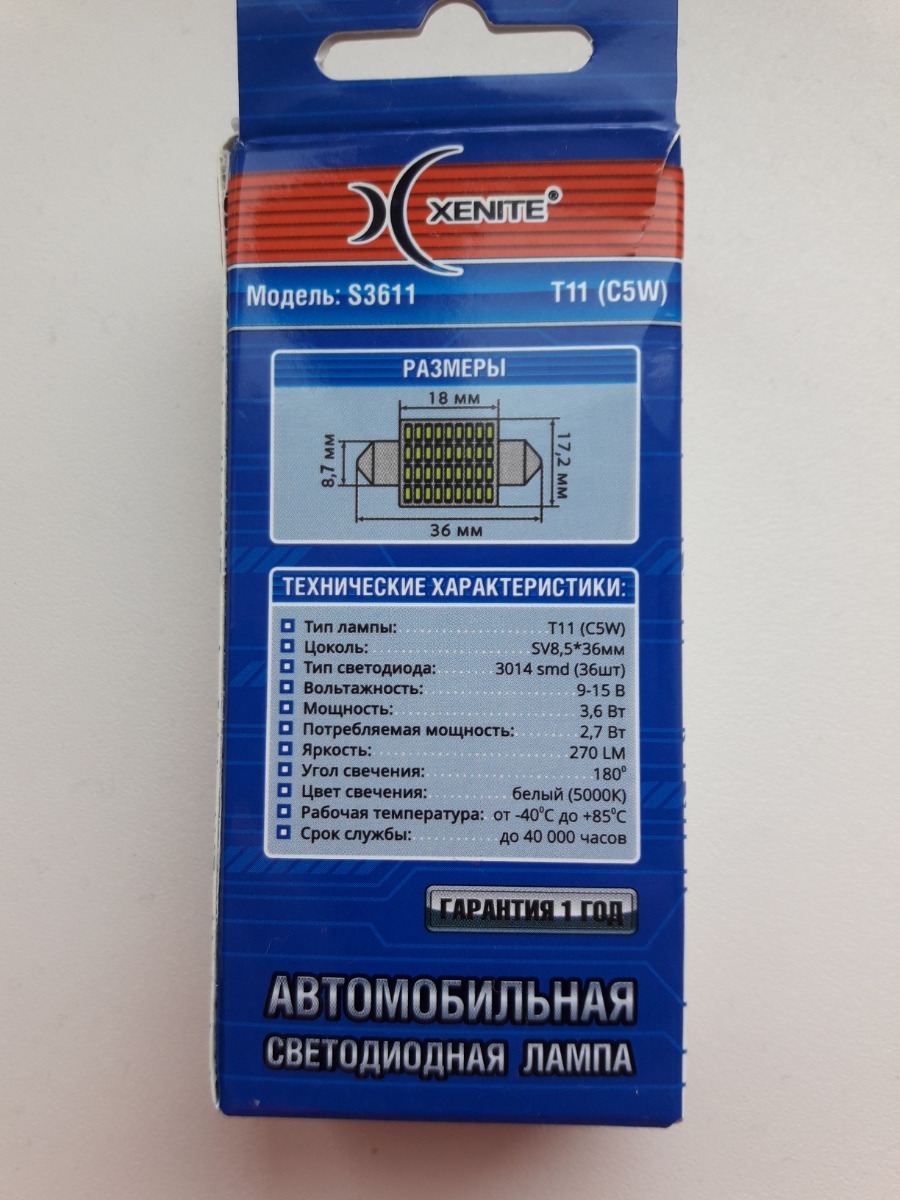 XENITE®
Модель: S3611 T11 (C5W)
РАЗМЕРЫ
18 мм
8,7 мм
17,2 мм
36 мм
ТЕХНИЧЕСКИЕ ХАРАКТЕРИСТИКИ:
Тип лампы: T11 (C5W)
Цоколь: SV8,5*36мм
Тип светодиода: 3014 smd (36шт)
Вольтажность: 9-15 В
Мощность: 3,6 Вт
Потребляемая мощность: 2,7 Вт
Яркость: 270 LM
Угол свечения: 180⁰
Цвет свечения: белый (5000K)
Рабочая температура: от -40⁰С до +85⁰С
Срок службы: до 40 000 часов
ГАРАНТИЯ 1 ГОД
АВТОМОБИЛЬНАЯ
СВЕТОДИОДНАЯ ЛАМПА